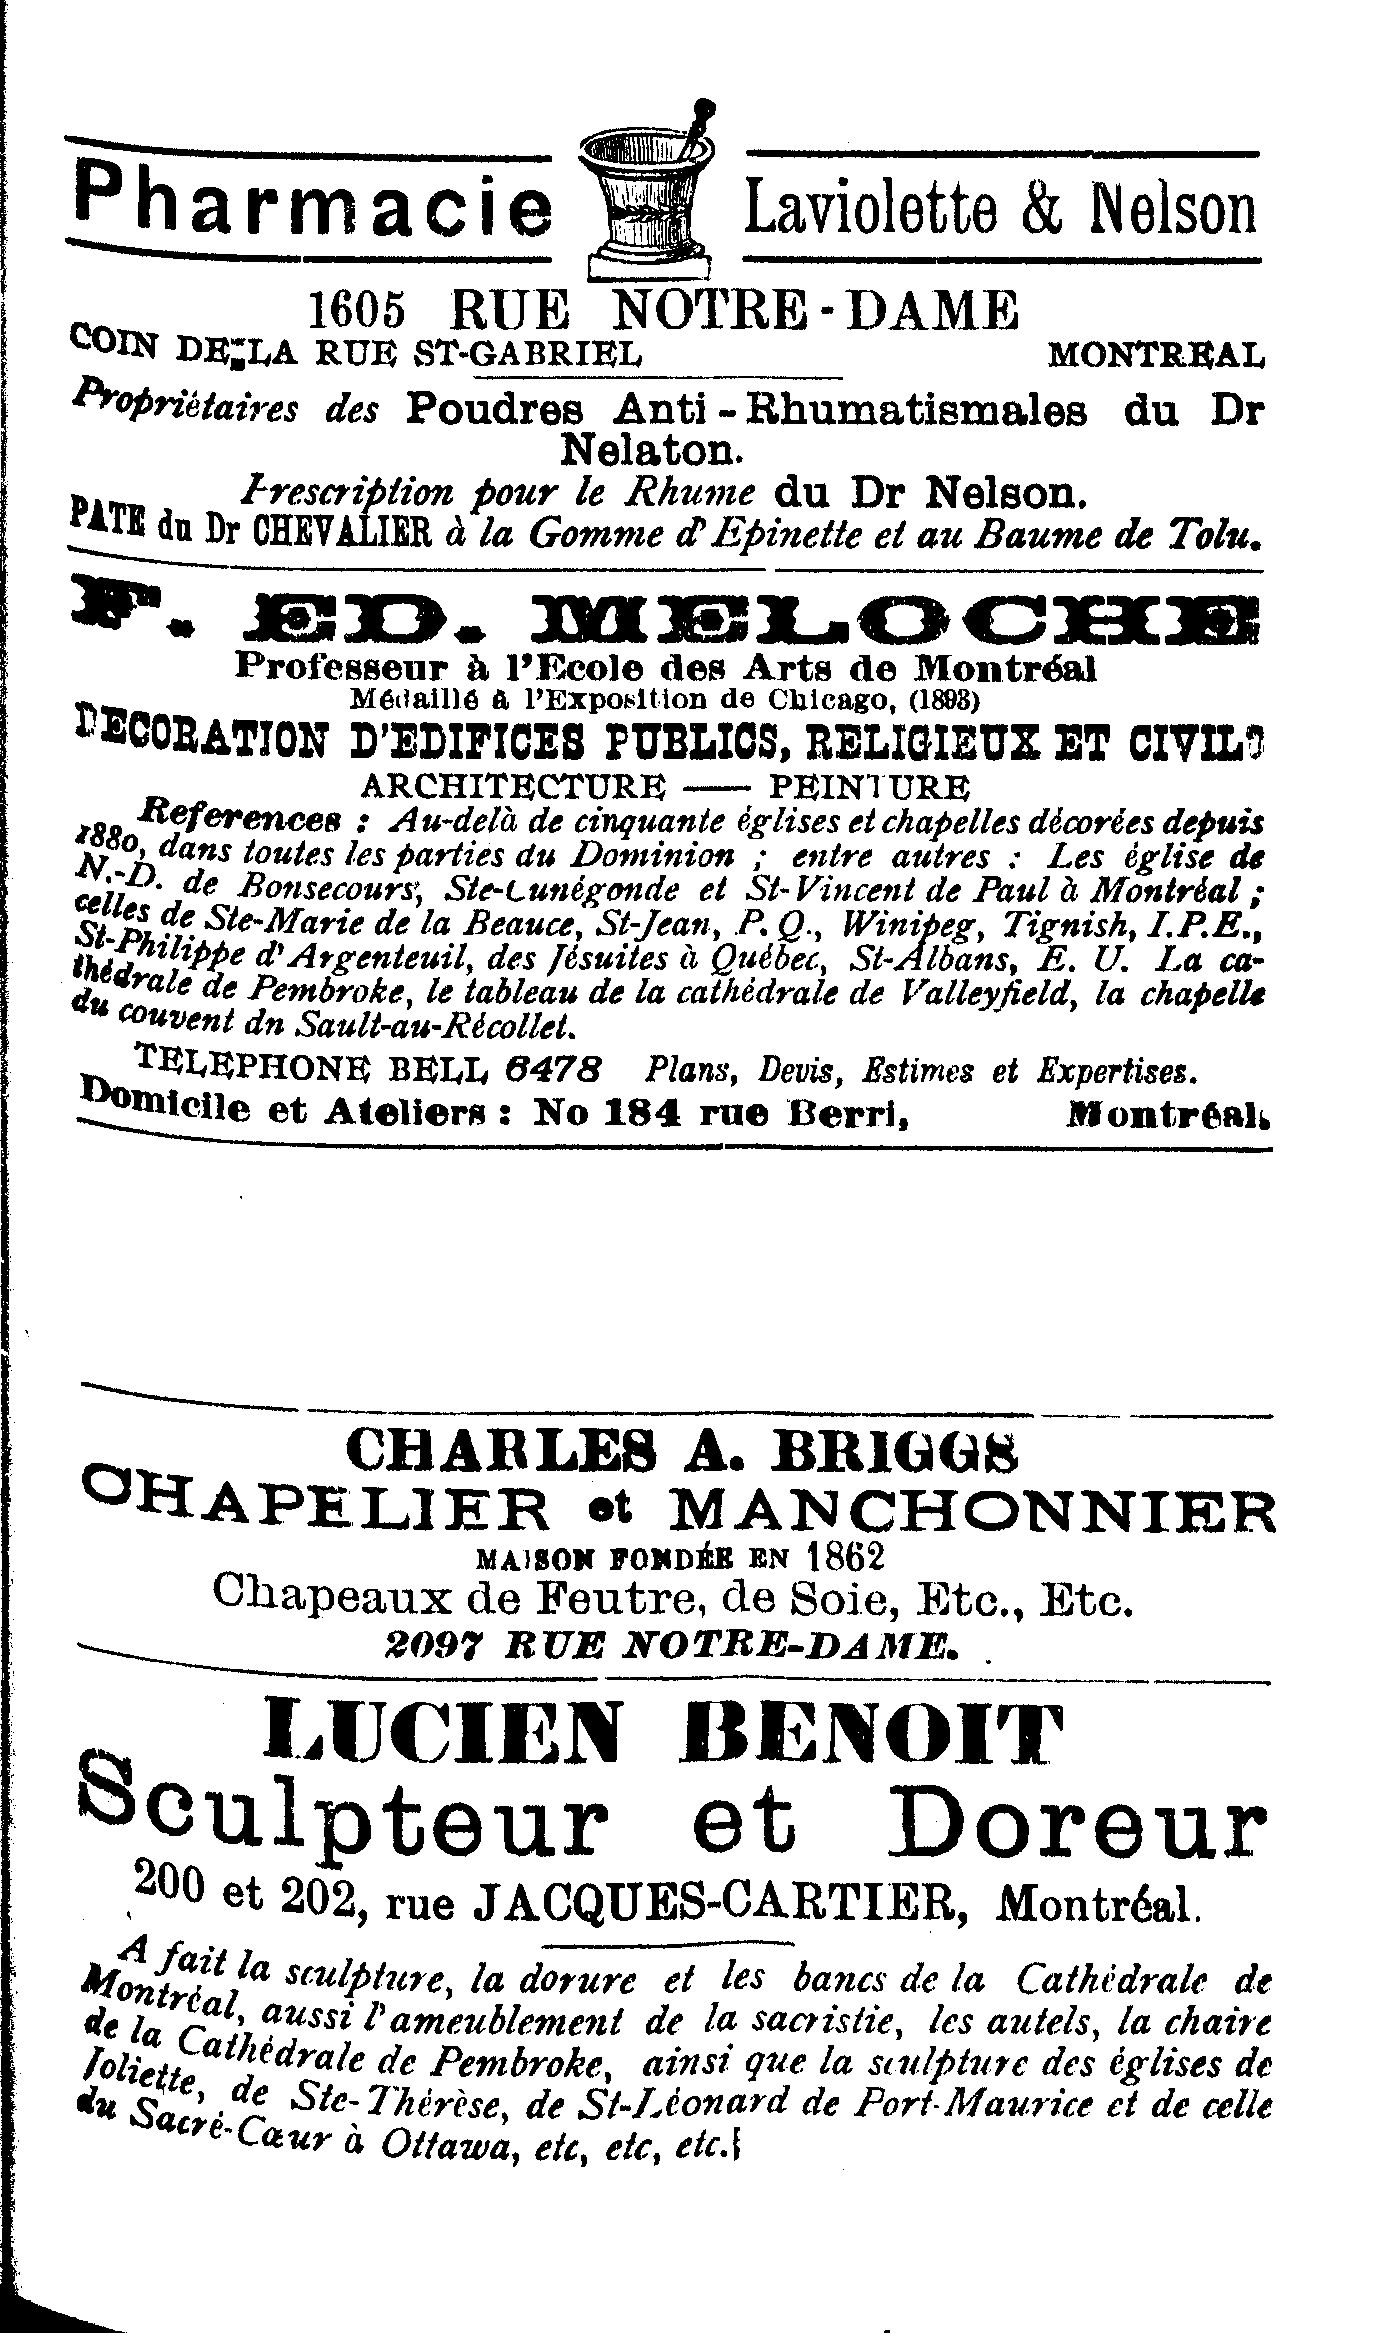 Pharmacie Laviolette & Nelson
1605 RUE NOTRE-DAME
COIN DE LA RUE ST-GABRIEL MONTREAL
Propriétaires des Poudres Anti-Rhumatismales du Dr
Nelaton.
Prescription pour le Rhume du Dr Nelson.
PATE du Dr CHEVALIER à la Gomme d'Epinette et au Baume de Tolu.
F. ED. MELOCHE
Professeur à l'Ecole des Arts de Montréal
Médaillé à l'Exposition de Chicago, (1893)
DECORATION D'EDIFICES PUBLICS, RELIGIEUX ET CIVILS
ARCHITECTURE — PEINTURE
References : Au-delà de cinquante églises et chapelles décorées depuis
1880, dans toutes les parties du Dominion ; entre autres : Les église de
N.-D. de Bonsecours, Ste-Cunégonde et St-Vincent de Paul à Montréal ;
celles de Ste-Marie de la Beauce, St-Jean, P. Q., Winipeg, Tignish, I.P.E.,
St-Philippe d'Argenteuil, des Jésuites à Québec, St-Albans, E. U. La ca-
thédrale de Pembroke, le tableau de la cathédrale de Valleyfield, la chapelle
du couvent dn Sault-au-Récollet.
TELEPHONE BELL 6478 Plans, Devis, Estimes et Expertises.
Domicile et Ateliers : No 184 rue Berri, Montréal.
CHARLES A. BRIGGS
CHAPELIER et MANCHONNIER
MAISON FONDÉE EN 1862
Chapeaux de Feutre, de Soie, Etc., Etc.
2097 RUE NOTRE-DAME.
LUCIEN BENOIT
Sculpteur et Doreur
200 et 202, rue JACQUES-CARTIER, Montréal.
A fait la sculpture, la dorure et les bancs de la Cathédrale de
Montréal, aussi l'ameublement de la sacristie, les autels, la chaire
de la Cathédrale de Pembroke, ainsi que la sculpture des églises de
Joliette, de Ste-Thérèse, de St-Léonard de Port-Maurice et de celle
du Sacré-Cœur à Ottawa, etc, etc, etc.